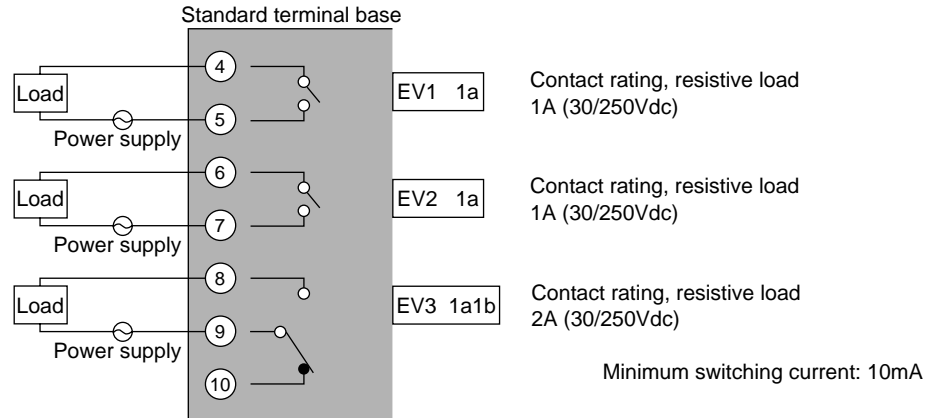 Standard terminal base
4
Load
EV1 1a
Contact rating, resistive load
1A (30/250Vdc)
5
Power supply
6
Load
EV2 1a
Contact rating, resistive load
1A (30/250Vdc)
7
Power supply
8
Load
EV3 1a1b
Contact rating, resistive load
2A (30/250Vdc)
9
Power supply
10
Minimum switching current: 10mA